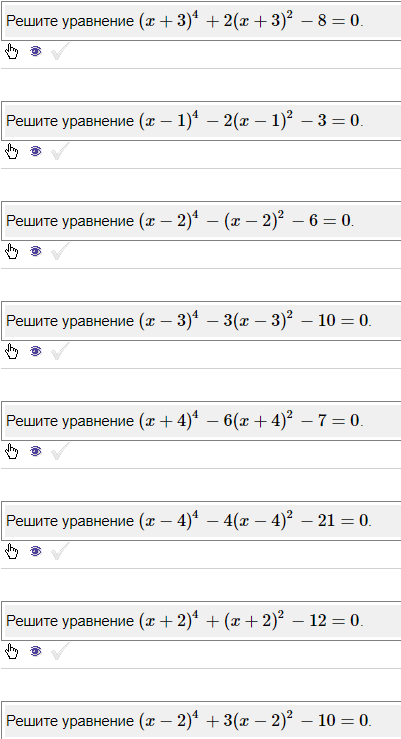 Решите уравнение (x + 3)⁴ + 2(x + 3)² − 8 = 0.
Решите уравнение (x − 1)⁴ − 2(x − 1)² − 3 = 0.
Решите уравнение (x − 2)⁴ − (x − 2)² − 6 = 0.
Решите уравнение (x − 3)⁴ − 3(x − 3)² − 10 = 0.
Решите уравнение (x + 4)⁴ − 6(x + 4)² − 7 = 0.
Решите уравнение (x − 4)⁴ − 4(x − 4)² − 21 = 0.
Решите уравнение (x + 2)⁴ + (x + 2)² − 12 = 0.
Решите уравнение (x − 2)⁴ + 3(x − 2)² − 10 = 0.